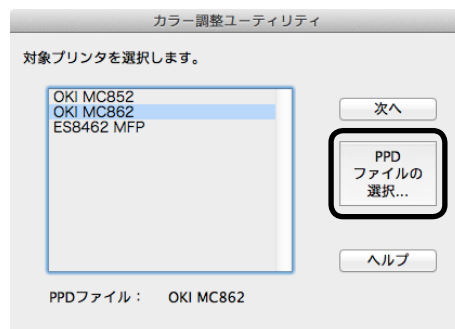 カラー調整ユーティリティ
対象プリンタを選択します。
OKI MC852
OKI MC862
ES8462 MFP
次へ
PPD
ファイルの
選択...
ヘルプ
PPDファイル： OKI MC862